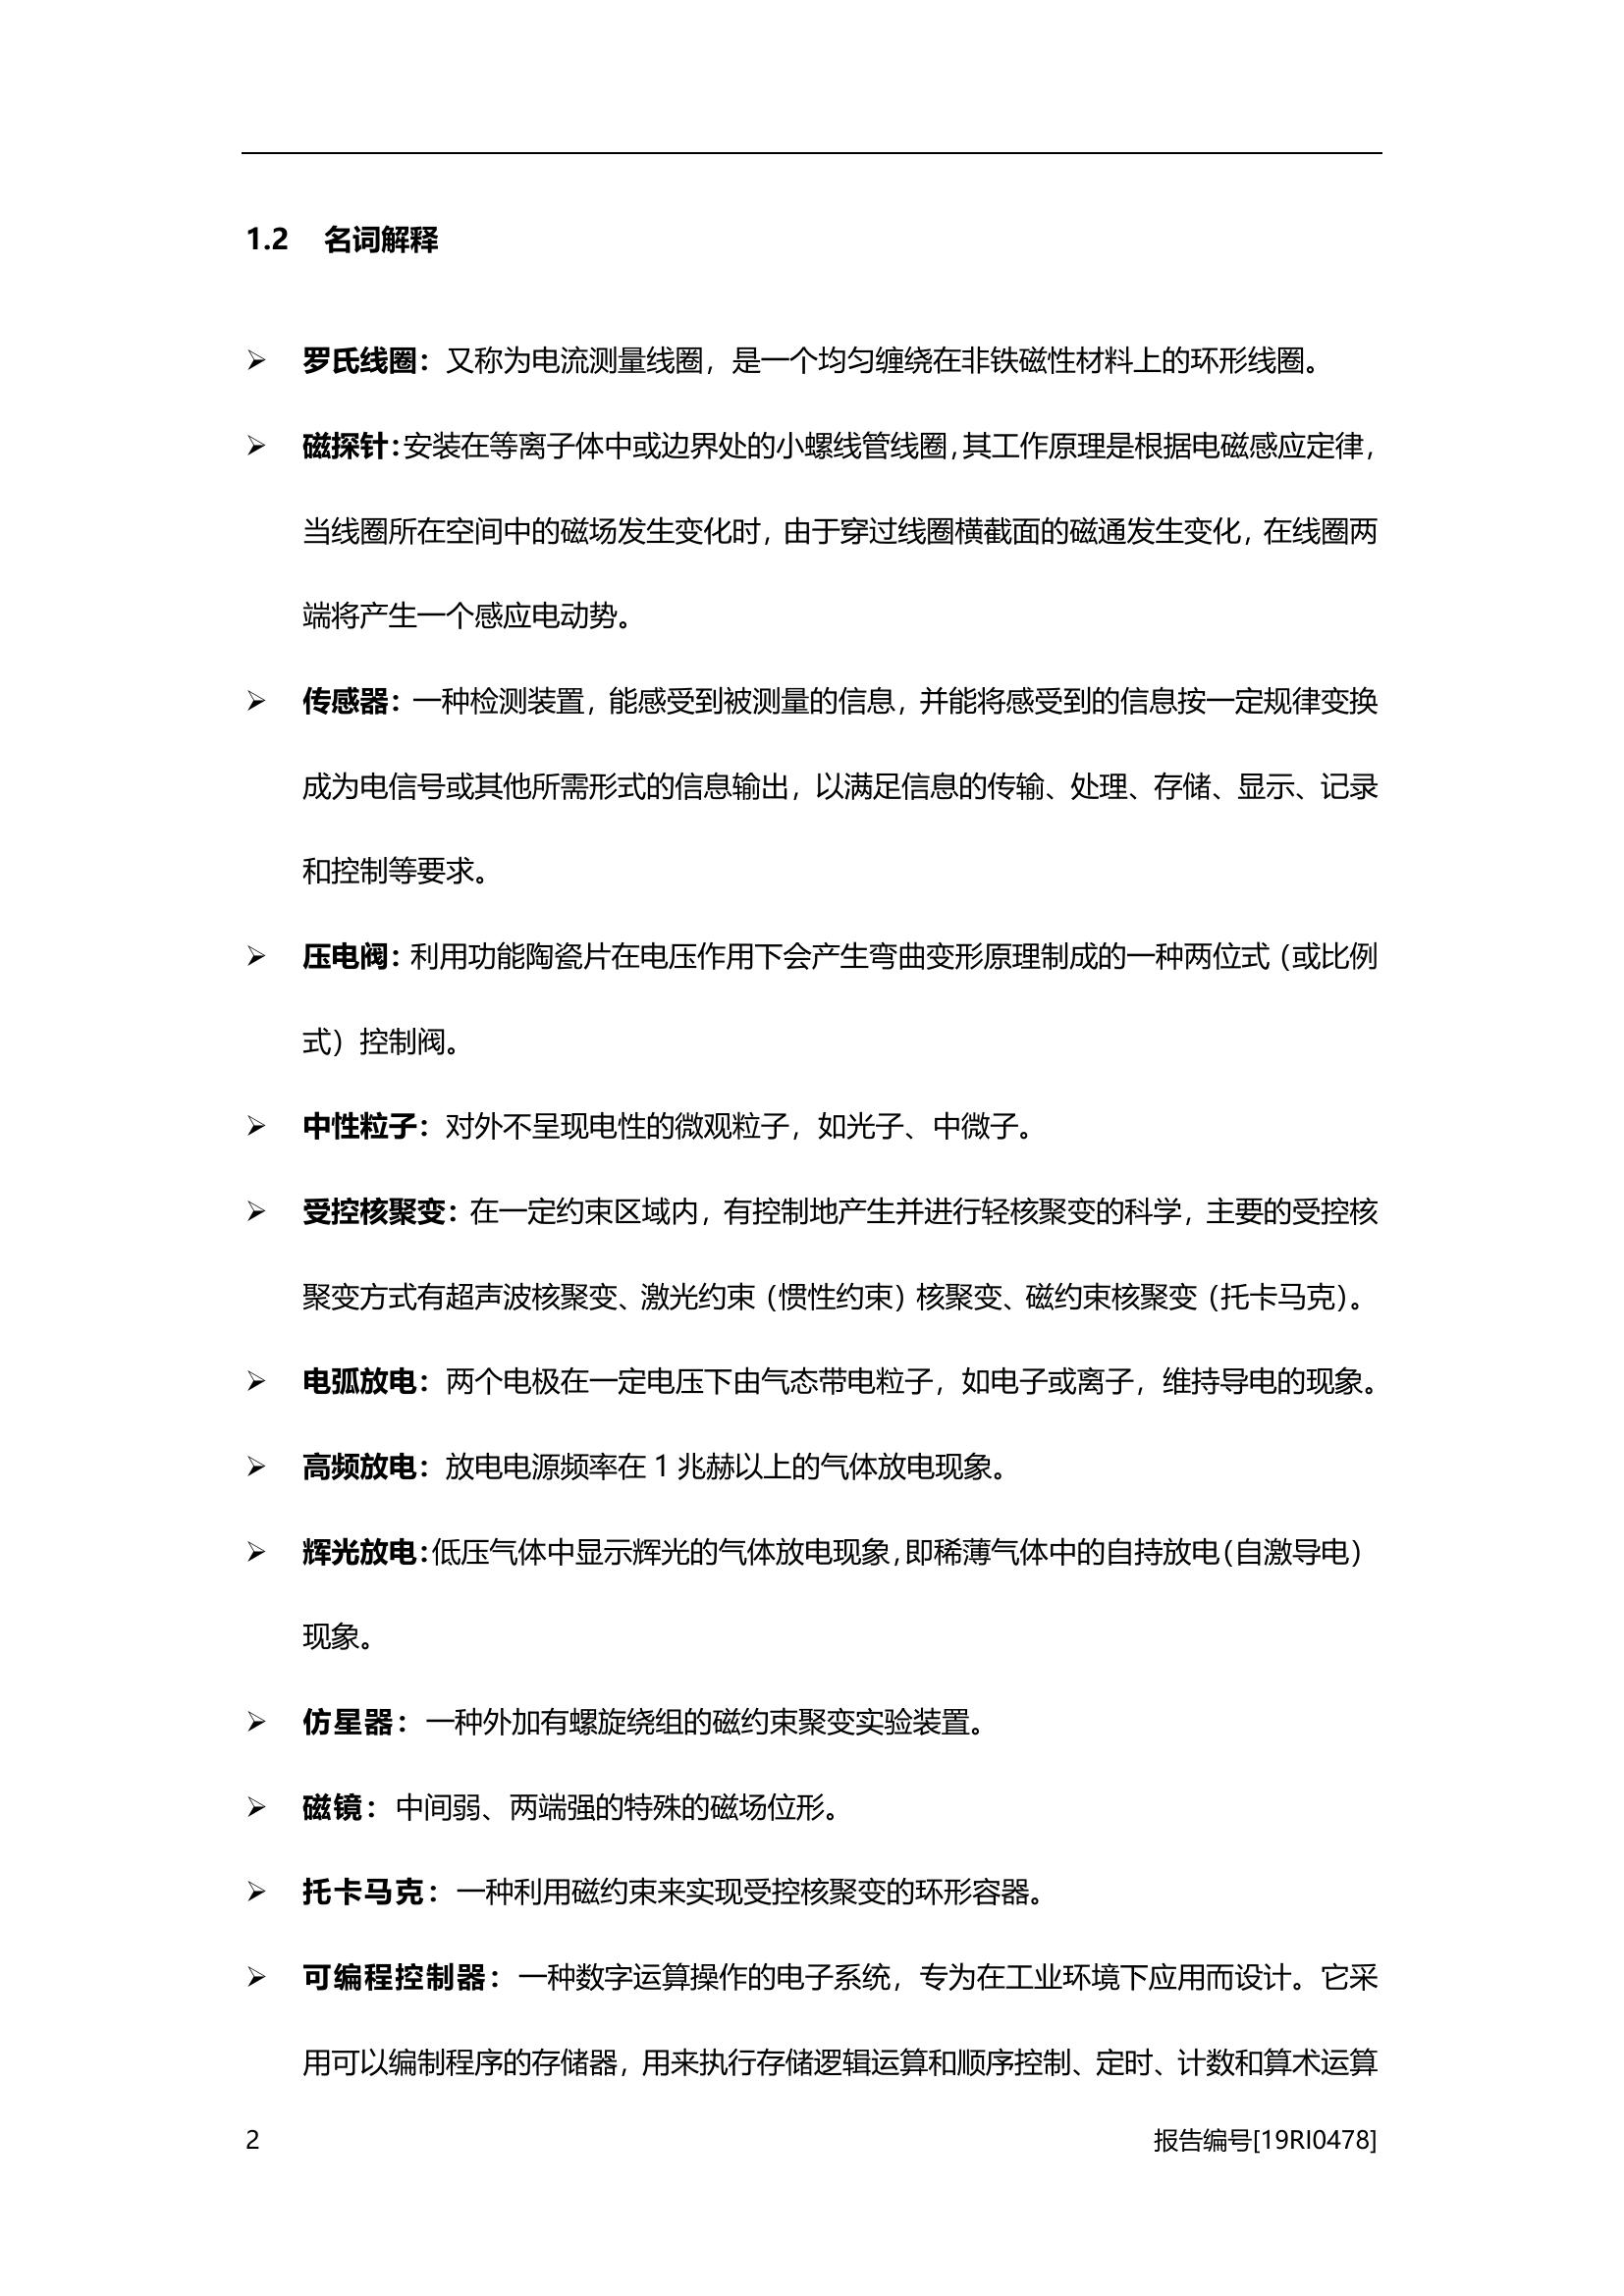 1.2 名词解释
➢ 罗氏线圈：又称为电流测量线圈，是一个均匀缠绕在非铁磁性材料上的环形线圈。
➢ 磁探针：安装在等离子体中或边界处的小螺线管线圈，其工作原理是根据电磁感应定律，
当线圈所在空间中的磁场发生变化时，由于穿过线圈横截面的磁通发生变化，在线圈两
端将产生一个感应电动势。
➢ 传感器：一种检测装置，能感受到被测量的信息，并能将感受到的信息按一定规律变换
成为电信号或其他所需形式的信息输出，以满足信息的传输、处理、存储、显示、记录
和控制等要求。
➢ 压电阀：利用功能陶瓷片在电压作用下会产生弯曲变形原理制成的一种两位式（或比例
式）控制阀。
➢ 中性粒子：对外不呈现电性的微观粒子，如光子、中微子。
➢ 受控核聚变：在一定约束区域内，有控制地产生并进行轻核聚变的科学，主要的受控核
聚变方式有超声波核聚变、激光约束（惯性约束）核聚变、磁约束核聚变（托卡马克）。
➢ 电弧放电：两个电极在一定电压下由气态带电粒子，如电子或离子，维持导电的现象。
➢ 高频放电：放电电源频率在 1 兆赫以上的气体放电现象。
➢ 辉光放电：低压气体中显示辉光的气体放电现象，即稀薄气体中的自持放电（自激导电）
现象。
➢ 仿星器：一种外加有螺旋绕组的磁约束聚变实验装置。
➢ 磁镜：中间弱、两端强的特殊的磁场位形。
➢ 托卡马克：一种利用磁约束来实现受控核聚变的环形容器。
➢ 可编程控制器：一种数字运算操作的电子系统，专为在工业环境下应用而设计。它采
用可以编制程序的存储器，用来执行存储逻辑运算和顺序控制、定时、计数和算术运算
2 报告编号[19RI0478]